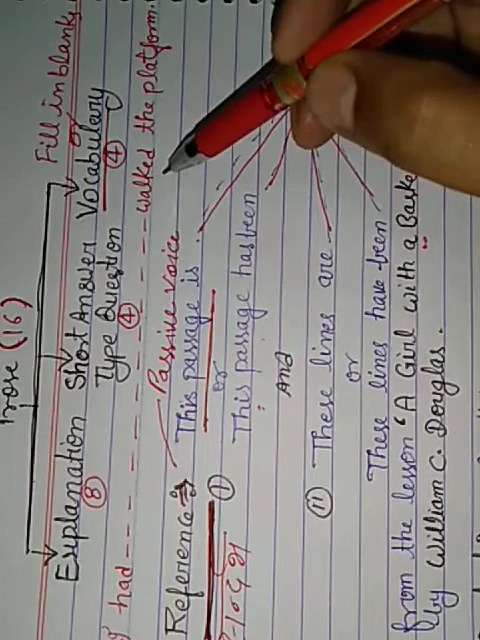 Prose (16)
Explanation Short Answer Fill in blanks
Type Question or
Vocabulary
(8) (4) (4)
I had ------ walked the platform
Passive voice
Reference ⇒ This passage is
(i) or
This passage has been
And
(ii) These lines are
or
These lines have been
from the lesson 'A Girl with a Baske
by William C. Douglas.